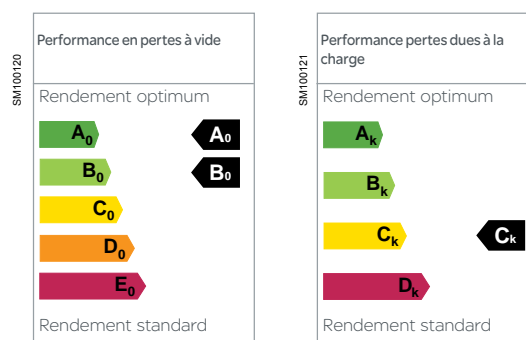 SM100120
Performance en pertes à vide
Rendement optimum
A0 A0
B0 B0
C0
D0
E0
Rendement standard
SM100121
Performance pertes dues à la
charge
Rendement optimum
Ak
Bk
Ck Ck
Dk
Rendement standard